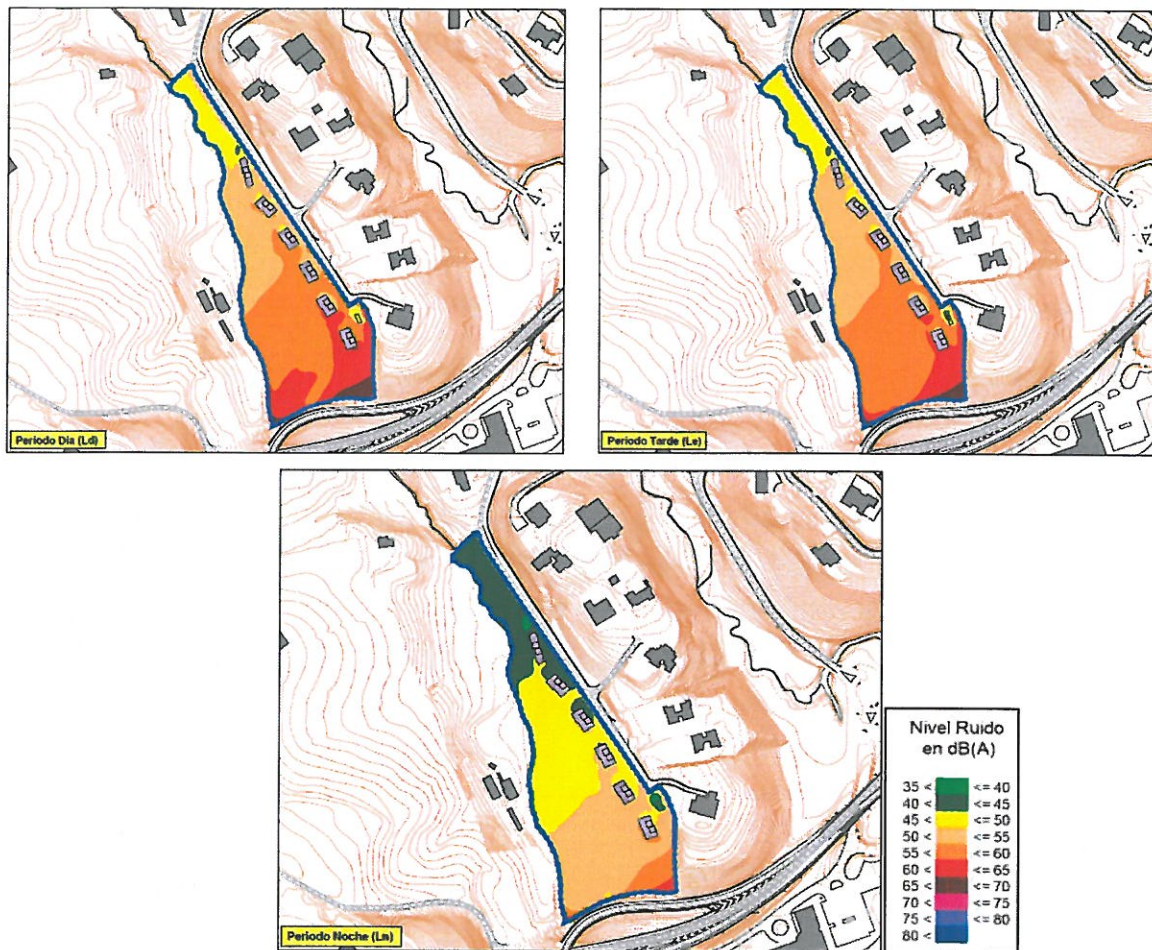 Periodo Día (Ld)
Periodo Tarde (Le)
Periodo Noche (Ln)
Nivel Ruido
en dB(A)
35 < <= 40
40 < <= 45
45 < <= 50
50 < <= 55
55 < <= 60
60 < <= 65
65 < <= 70
70 < <= 75
75 < <= 80
80 <